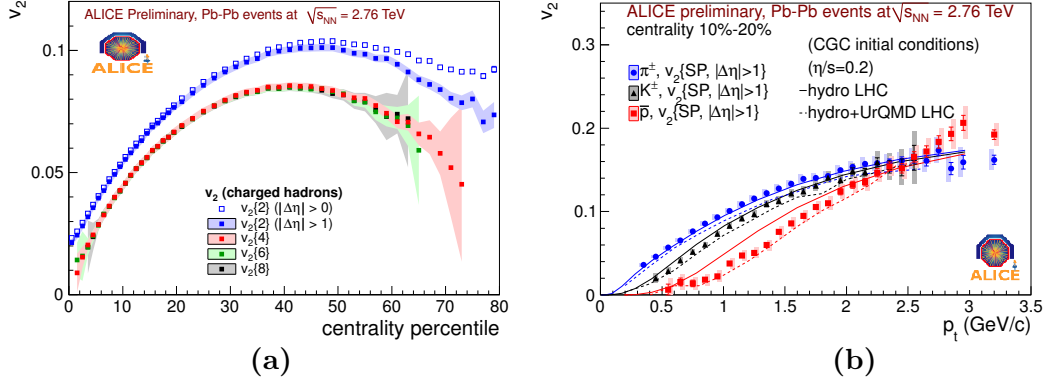 ALICE Preliminary, Pb-Pb events at √s_NN = 2.76 TeV
v₂
0.1
0.05
0
ALICE
v₂ (charged hadrons)
v₂{2} (|Δη| > 0)
v₂{2} (|Δη| > 1)
v₂{4}
v₂{6}
v₂{8}
0 10 20 30 40 50 60 70 80
centrality percentile
(a)
ALICE preliminary, Pb-Pb events at √s_NN = 2.76 TeV
v₂
centrality 10%-20%
π±, v₂{SP, |Δη|>1}
K±, v₂{SP, |Δη|>1}
p̅, v₂{SP, |Δη|>1}
(CGC initial conditions)
(η/s=0.2)
hydro LHC
hydro+UrQMD LHC
0.3
0.2
0.1
0
ALICE
0 0.5 1 1.5 2 2.5 3 3.5
p_t (GeV/c)
(b)